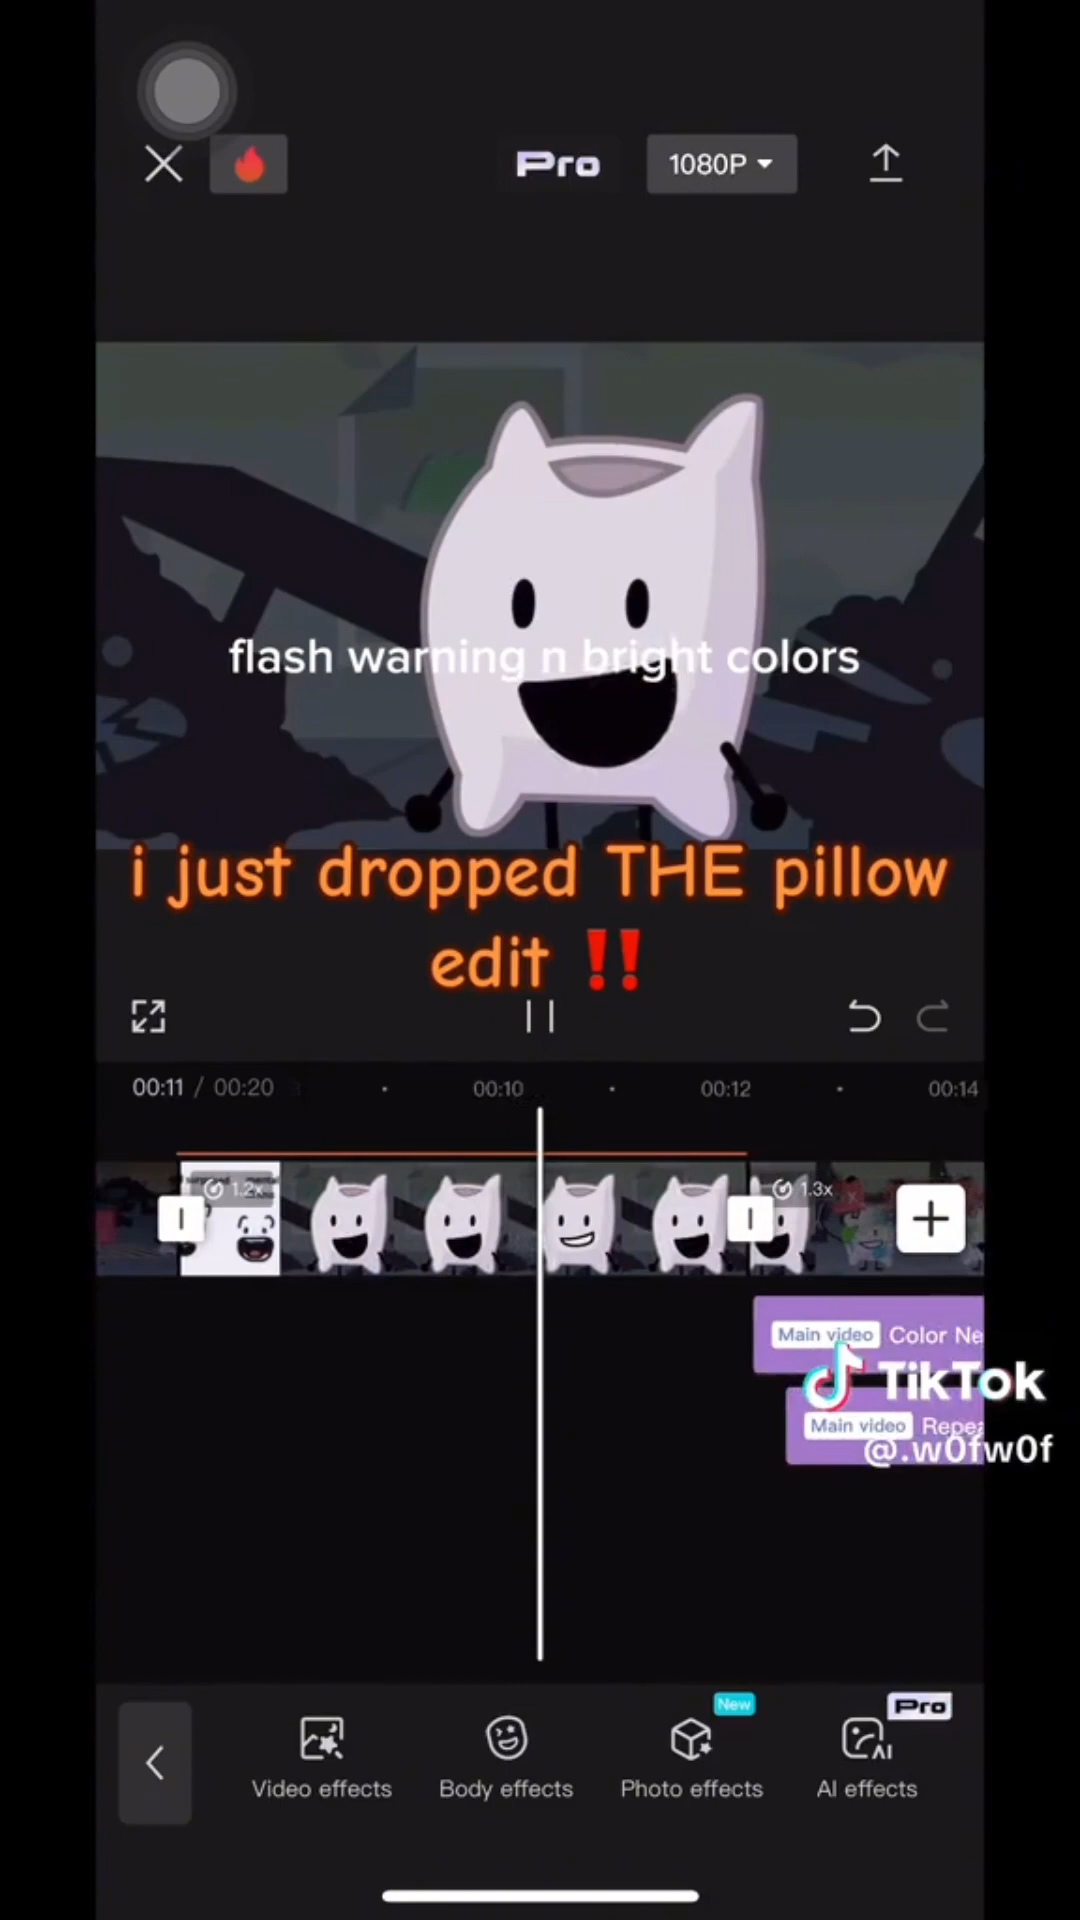 Pro
1080P
flash warning n bright colors
i just dropped THE pillow
edit ‼️
00:11 / 00:20
00:10
00:12
00:14
1.2x
1.3x
Main video Color Ne
TikTok
Main video Repea
@.w0fw0f
New
Pro
Video effects
Body effects
Photo effects
AI effects